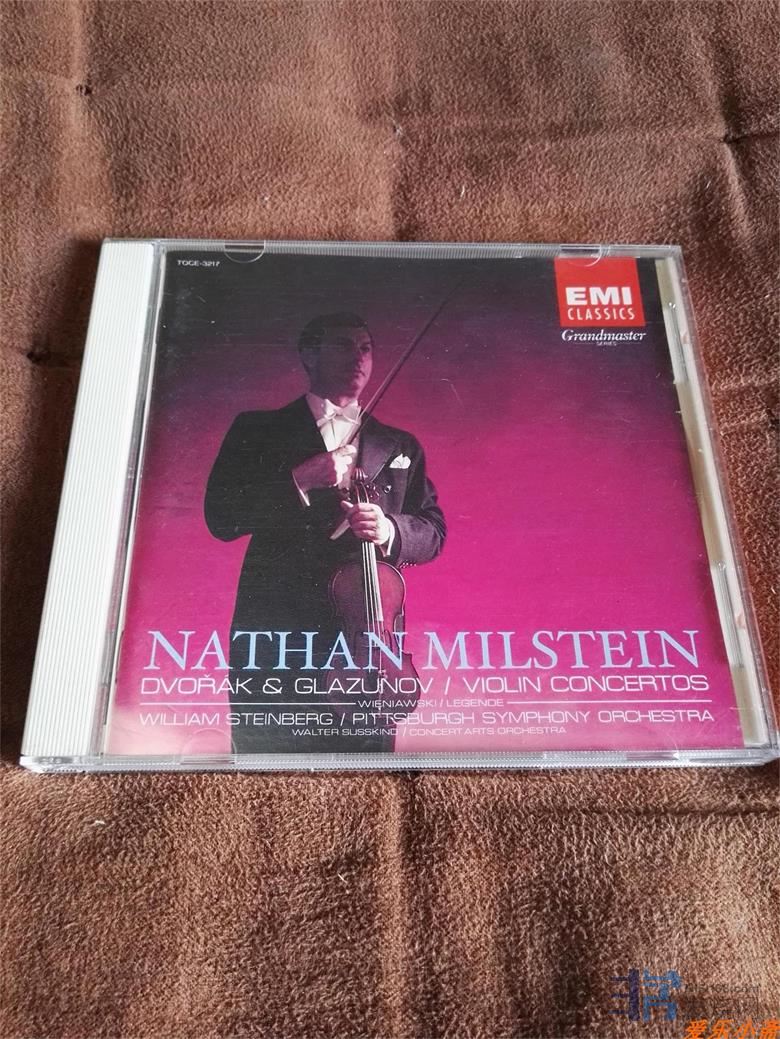 TOCE-3217
EMI
CLASSICS
Grandmaster
SERIES
NATHAN MILSTEIN
DVOŘÁK & GLAZUNOV / VIOLIN CONCERTOS
WIENIAWSKI / LEGENDE
WILLIAM STEINBERG / PITTSBURGH SYMPHONY ORCHESTRA
WALTER SUSSKIND / CONCERT ARTS ORCHESTRA
爱乐小斋